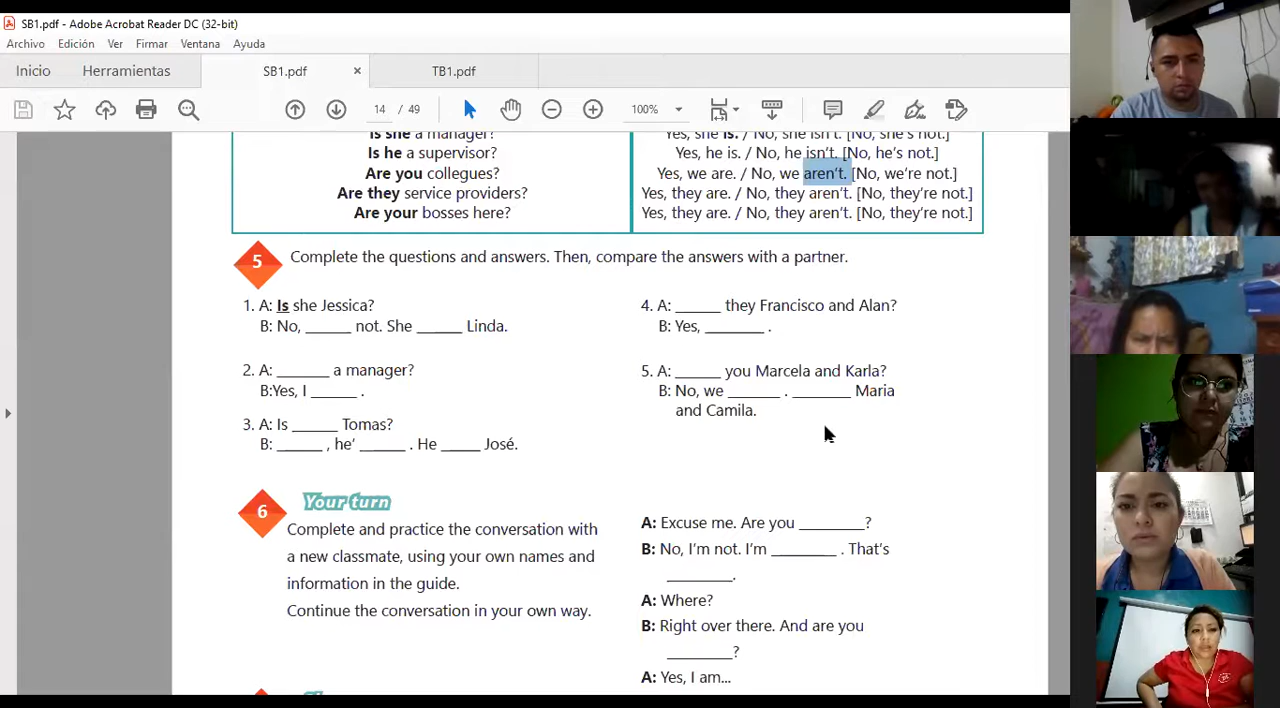 SB1.pdf - Adobe Acrobat Reader DC (32-bit)
Archivo Edición Ver Firmar Ventana Ayuda
Inicio Herramientas SB1.pdf × TB1.pdf
14 / 49 100%
Is she a manager? Yes, she is. / No, she isn't. [No, she's not.]
Is he a supervisor? Yes, he is. / No, he isn't. [No, he's not.]
Are you collegues? Yes, we are. / No, we aren't. [No, we're not.]
Are they service providers? Yes, they are. / No, they aren't. [No, they're not.]
Are your bosses here? Yes, they are. / No, they aren't. [No, they're not.]
5 Complete the questions and answers. Then, compare the answers with a partner.
1. A: Is she Jessica?
B: No, ______ not. She ______ Linda.
2. A: _______ a manager?
B:Yes, I ______ .
3. A: Is ______ Tomas?
B: ______ , he' ______ . He _____ José.
4. A: ______ they Francisco and Alan?
B: Yes, ________ .
5. A: ______ you Marcela and Karla?
B: No, we _______ . ________ Maria
and Camila.
6 Your turn
Complete and practice the conversation with
a new classmate, using your own names and
information in the guide.
Continue the conversation in your own way.
A: Excuse me. Are you ________?
B: No, I'm not. I'm ________ . That's
________.
A: Where?
B: Right over there. And are you
________?
A: Yes, I am...